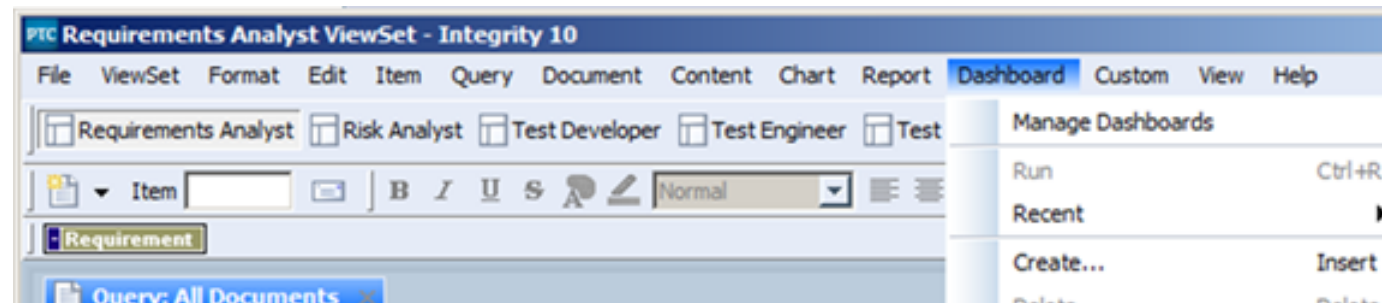 PTC Requirements Analyst ViewSet - Integrity 10
File ViewSet Format Edit Item Query Document Content Chart Report Dashboard Custom View Help
Requirements Analyst Risk Analyst Test Developer Test Engineer Test
Manage Dashboards
Item B I U S A Normal
Run Ctrl+R
Recent
Requirement
Create... Insert
Query: All Documents
Delete Delete